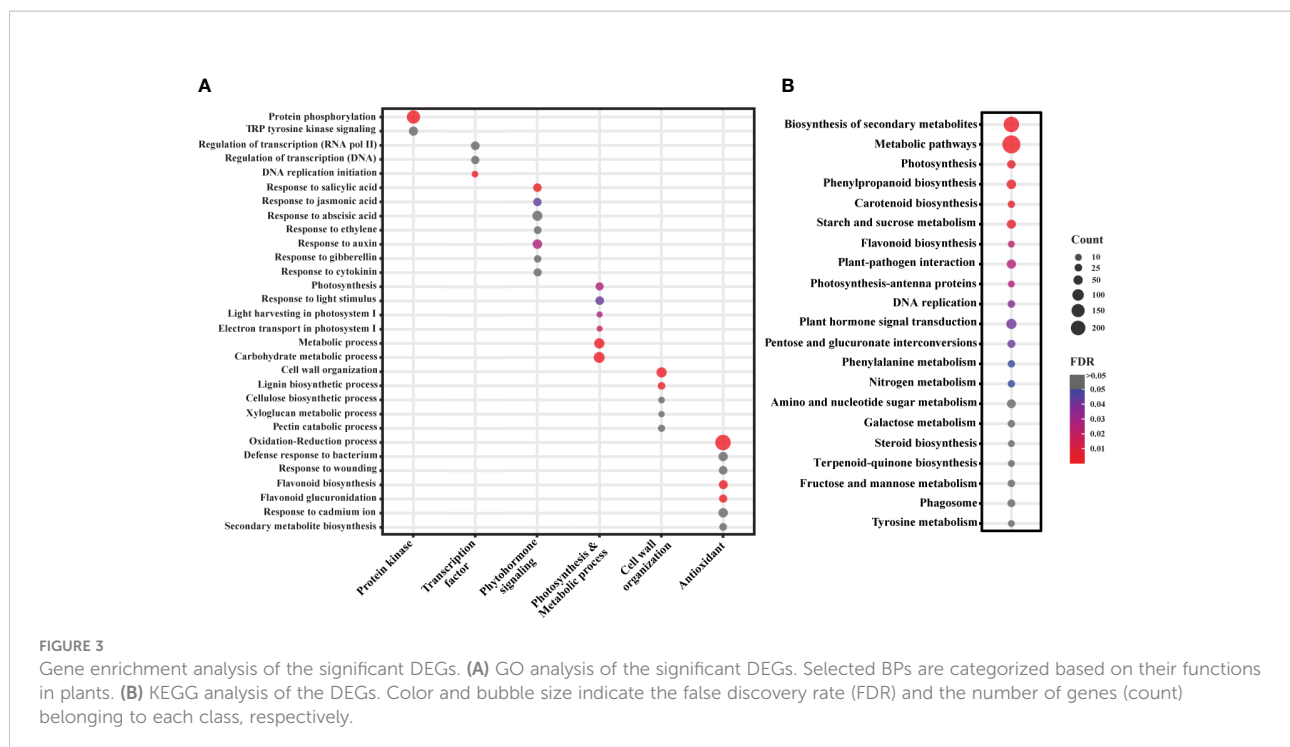 A
Protein phosphorylation
TRP tyrosine kinase signaling
Regulation of transcription (RNA pol II)
Regulation of transcription (DNA)
DNA replication initiation
Response to salicylic acid
Response to jasmonic acid
Response to abscisic acid
Response to ethylene
Response to auxin
Response to gibberellin
Response to cytokinin
Photosynthesis
Response to light stimulus
Light harvesting in photosystem I
Electron transport in photosystem I
Metabolic process
Carbohydrate metabolic process
Cell wall organization
Lignin biosynthetic process
Cellulose biosynthetic process
Xyloglucan metabolic process
Pectin catabolic process
Oxidation-Reduction process
Defense response to bacterium
Response to wounding
Flavonoid biosynthesis
Flavonoid glucuronidation
Response to cadmium ion
Secondary metabolite biosynthesis
Protein kinase
Transcription
factor
Phytohormone
signaling
Photosynthesis &
Metabolic process
Cell wall
organization
Antioxidant
B
Biosynthesis of secondary metabolites
Metabolic pathways
Photosynthesis
Phenylpropanoid biosynthesis
Carotenoid biosynthesis
Starch and sucrose metabolism
Flavonoid biosynthesis
Plant-pathogen interaction
Photosynthesis-antenna proteins
DNA replication
Plant hormone signal transduction
Pentose and glucuronate interconversions
Phenylalanine metabolism
Nitrogen metabolism
Amino and nucleotide sugar metabolism
Galactose metabolism
Steroid biosynthesis
Terpenoid-quinone biosynthesis
Fructose and mannose metabolism
Phagosome
Tyrosine metabolism
Count
10
25
50
100
150
200
FDR
>0.05
0.05
0.04
0.03
0.02
0.01
FIGURE 3
Gene enrichment analysis of the significant DEGs. (A) GO analysis of the significant DEGs. Selected BPs are categorized based on their functions
in plants. (B) KEGG analysis of the DEGs. Color and bubble size indicate the false discovery rate (FDR) and the number of genes (count)
belonging to each class, respectively.